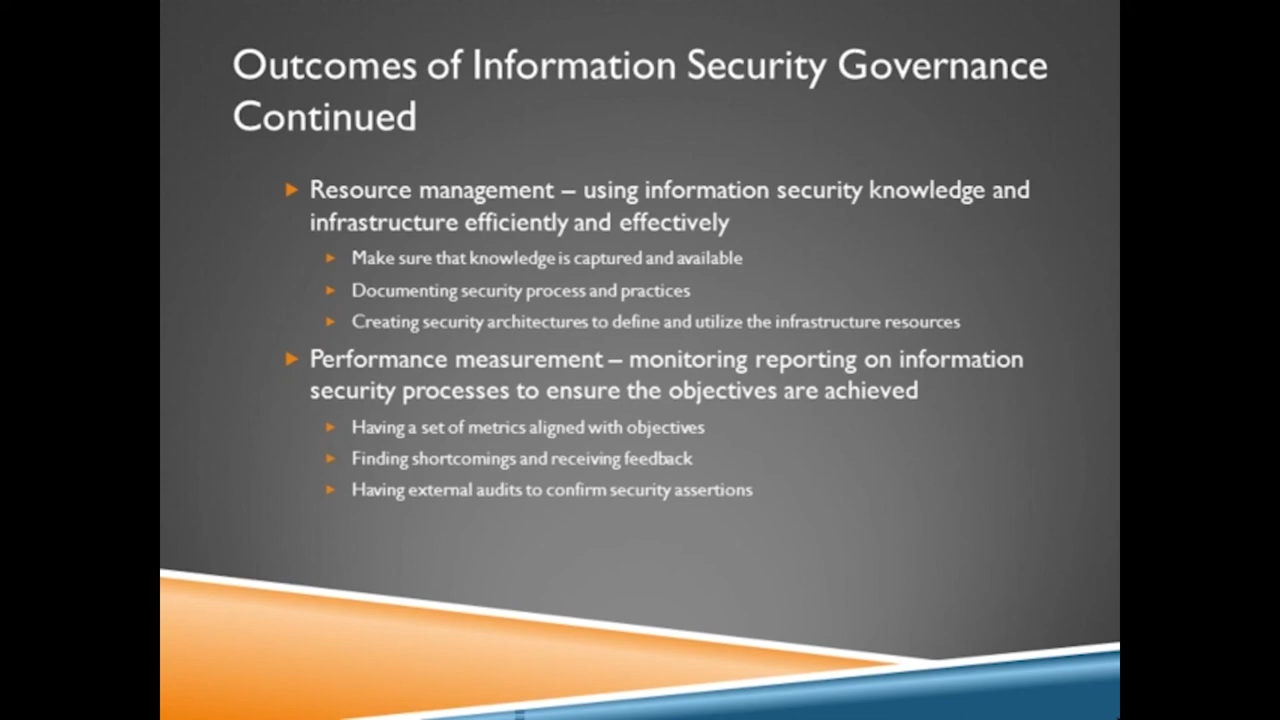 Outcomes of Information Security Governance
Continued
Resource management – using information security knowledge and
infrastructure efficiently and effectively
Make sure that knowledge is captured and available
Documenting security process and practices
Creating security architectures to define and utilize the infrastructure resources
Performance measurement – monitoring reporting on information
security processes to ensure the objectives are achieved
Having a set of metrics aligned with objectives
Finding shortcomings and receiving feedback
Having external audits to confirm security assertions